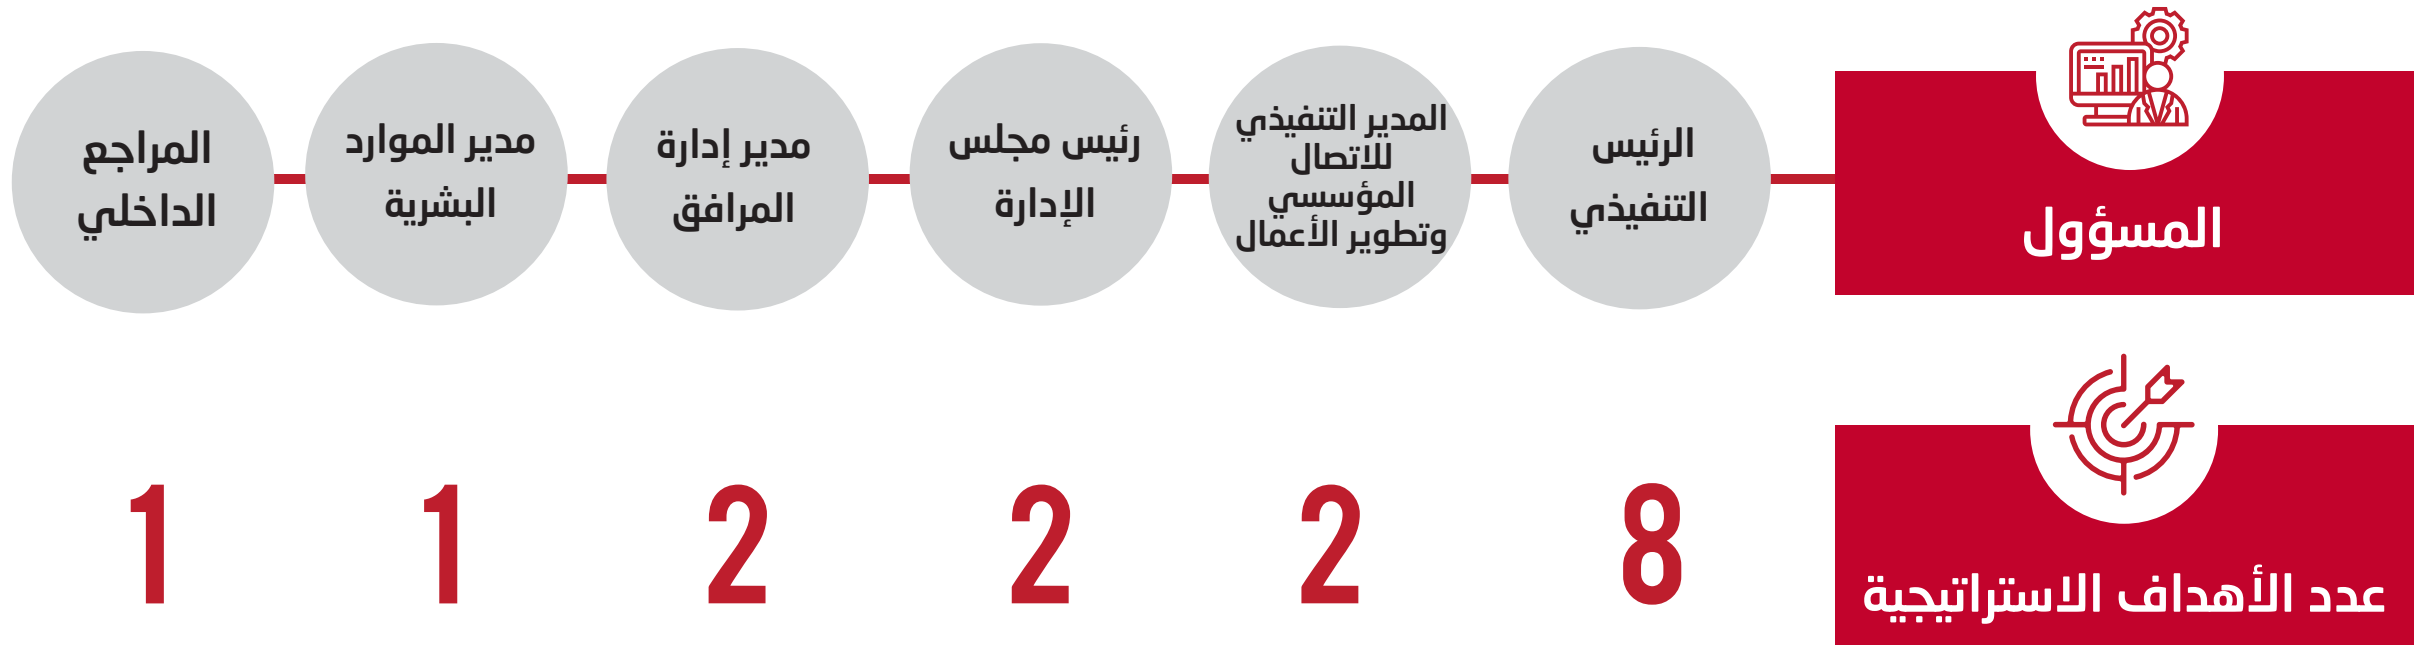 المسؤول
الرئيس
التنفيذي
المدير التنفيذي
للاتصال
المؤسسي
وتطوير الأعمال
رئيس مجلس
الإدارة
مدير إدارة
المرافق
مدير الموارد
البشرية
المراجع
الداخلي
عدد الأهداف الاستراتيجية
8
2
2
2
1
1